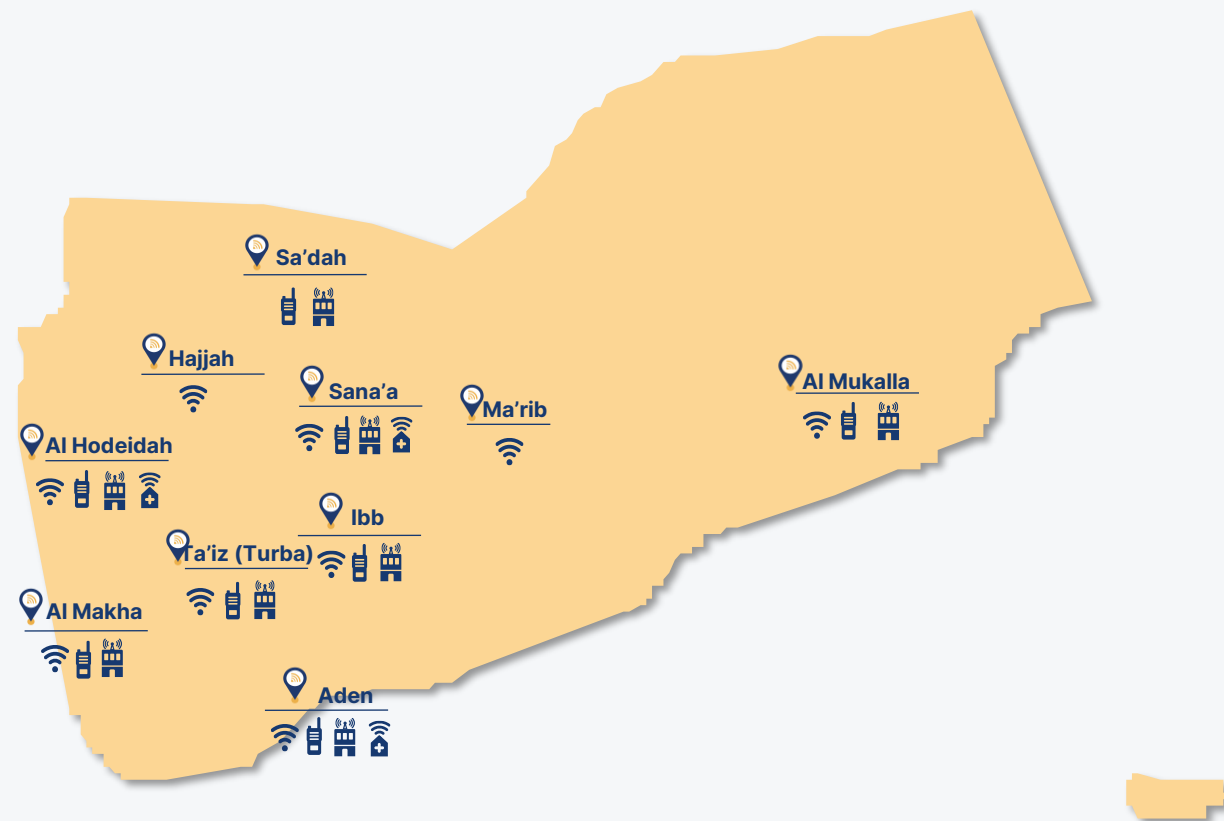 Sa’dah
Hajjah
Sana’a
Ma’rib
Al Mukalla
Al Hodeidah
Ibb
Ta’iz (Turba)
Al Makha
Aden